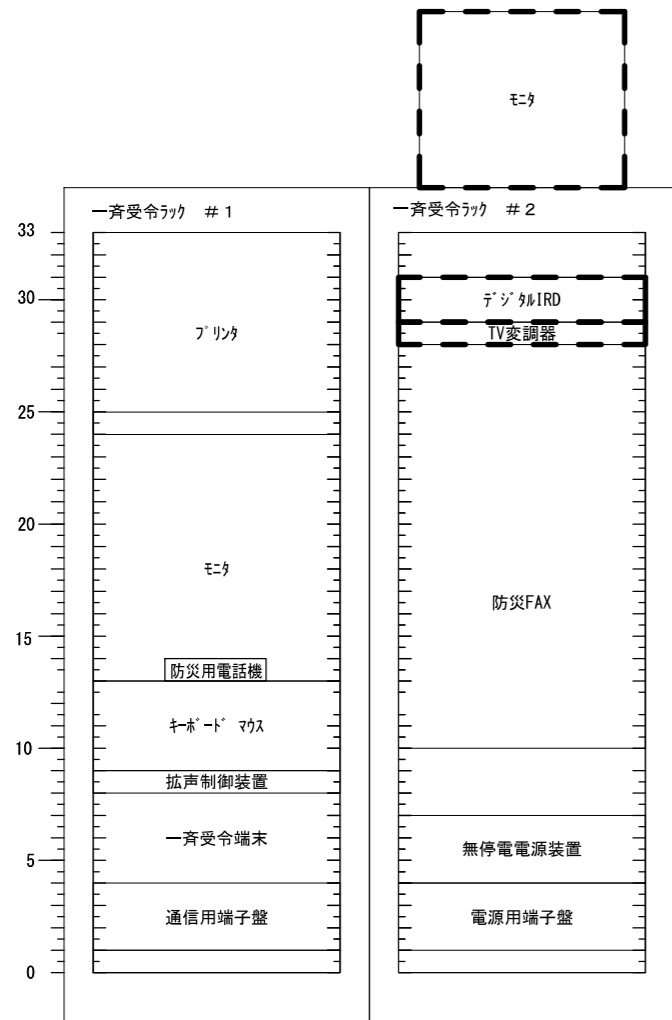 モニタ
一斉受令ラック　＃１
一斉受令ラック　＃２
33
30
25
20
15
10
5
0
プリンタ
モニタ
防災用電話機
キーボード マウス
拡声制御装置
一斉受令端末
通信用端子盤
デジタルIRD
TV変調器
防災FAX
無停電電源装置
電源用端子盤